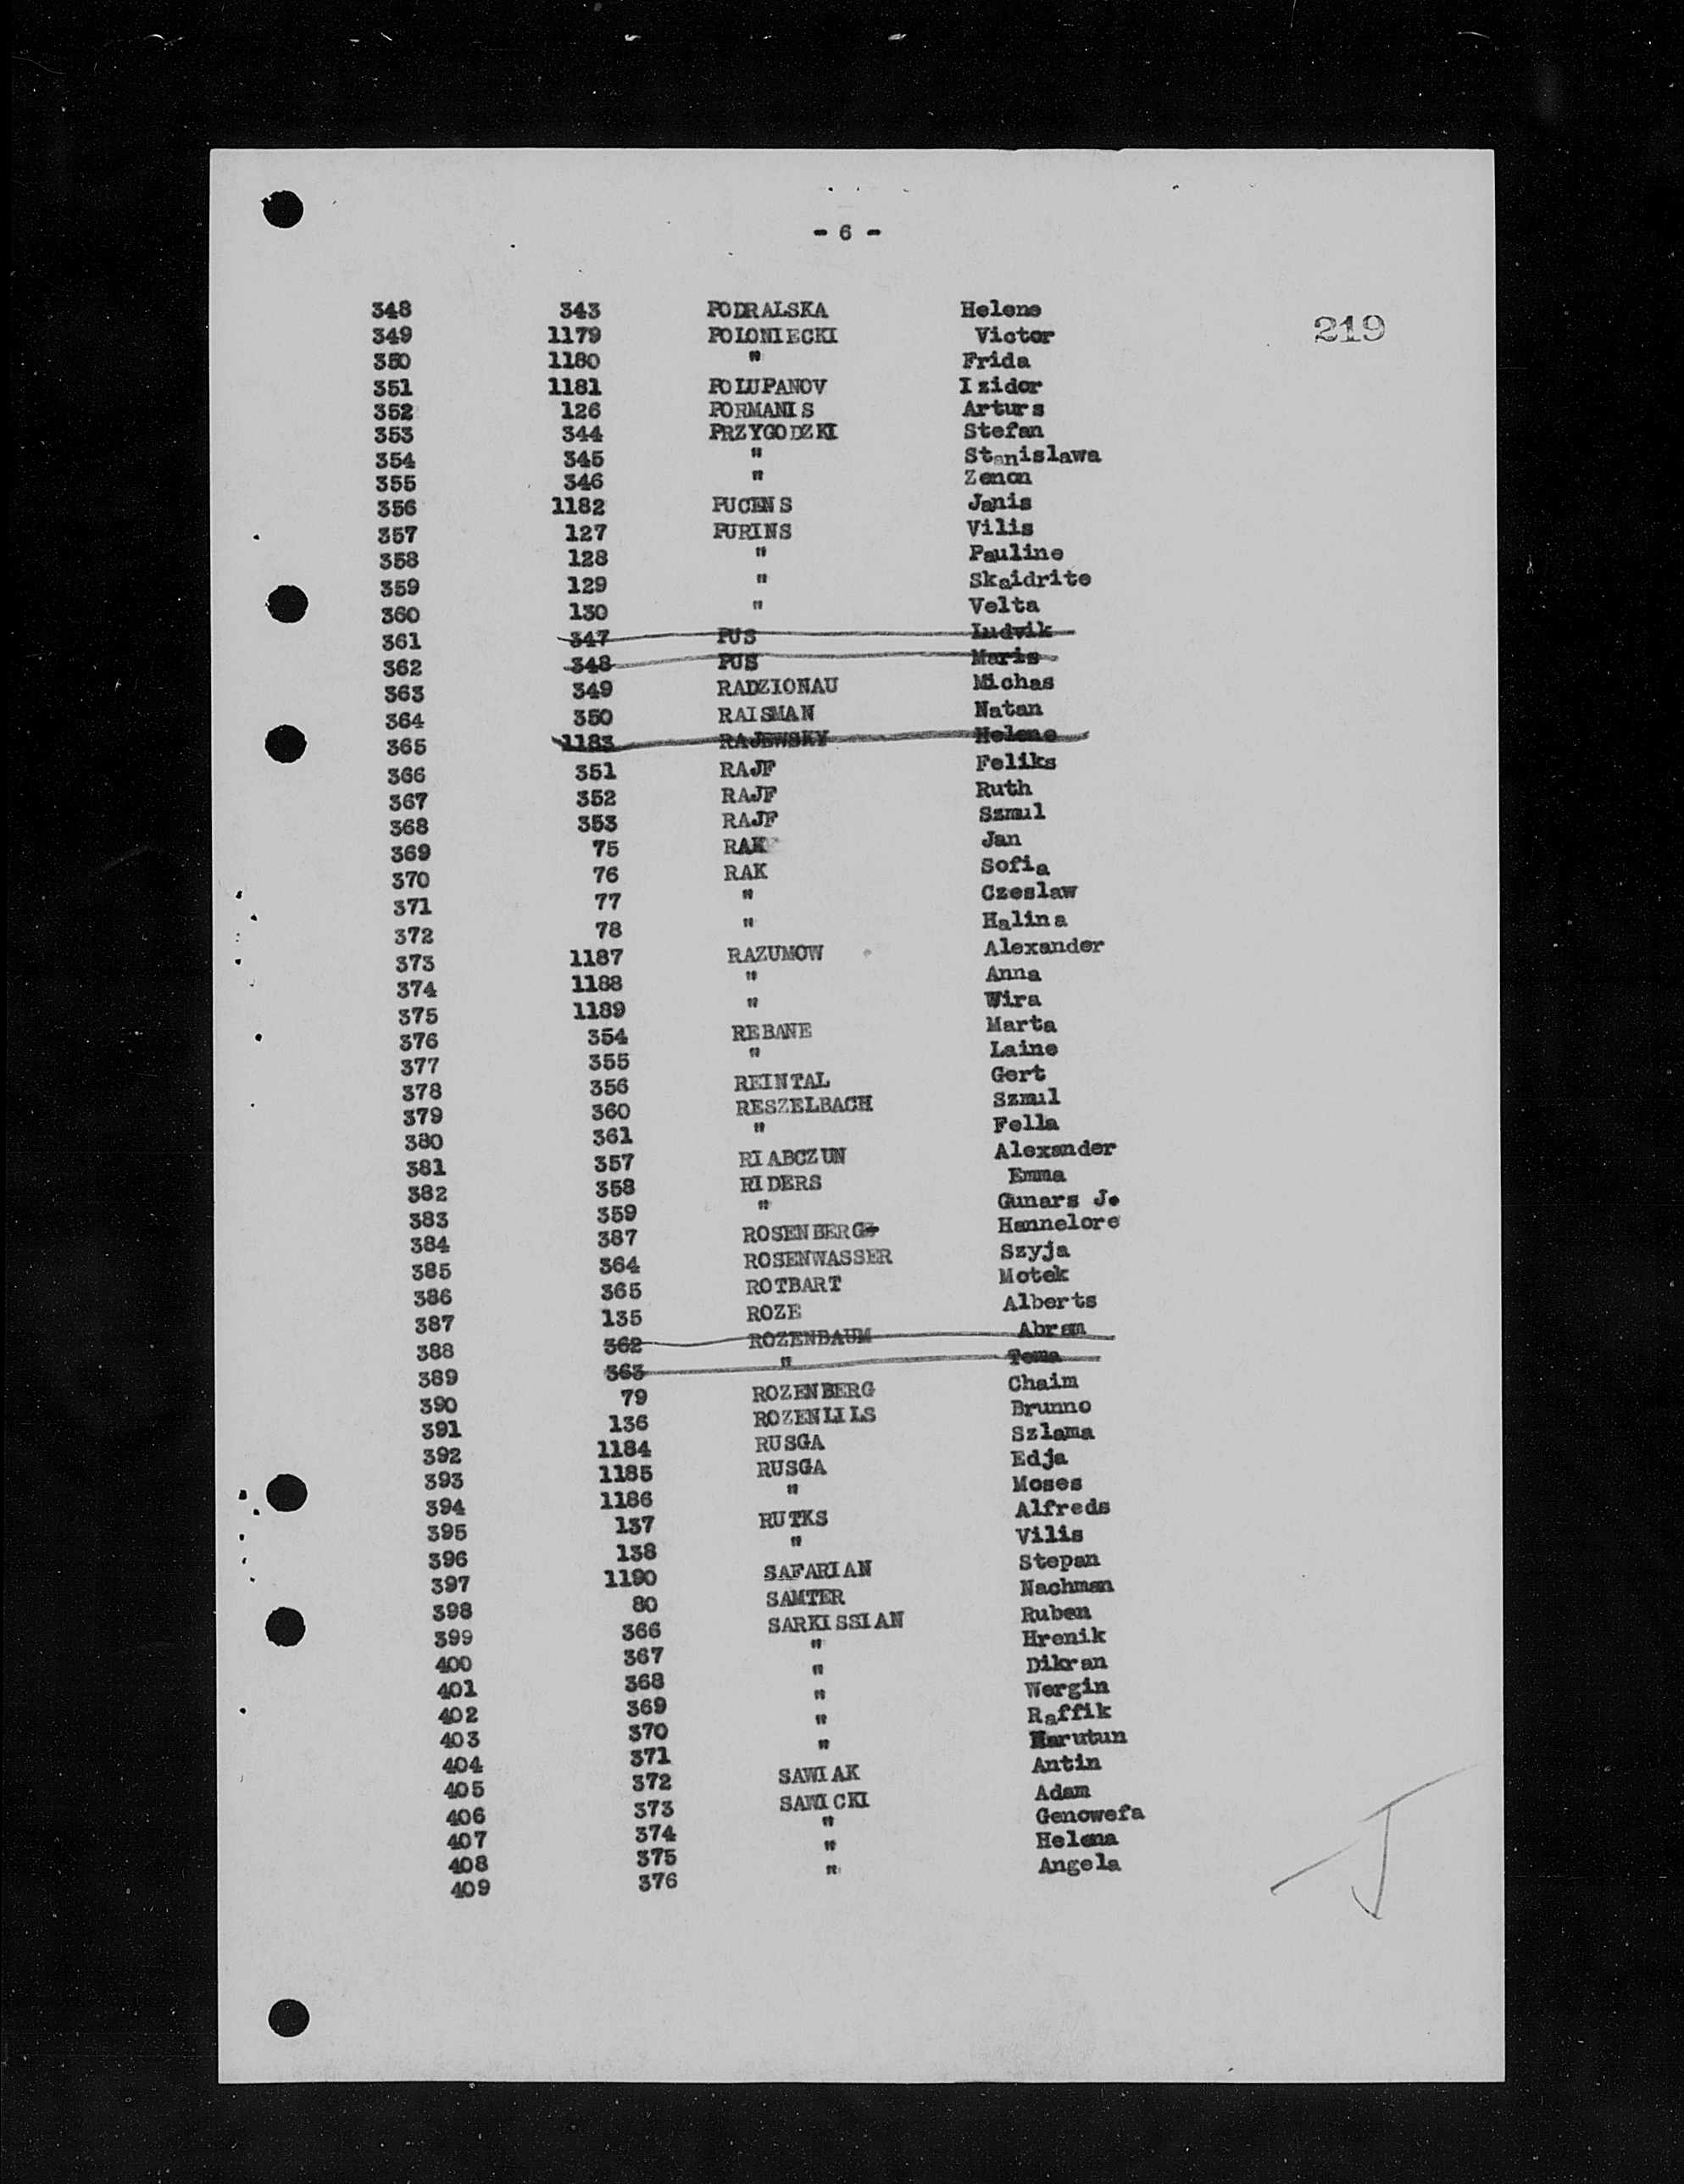 - 6 -
219
348 343 PODRALSKA Helene
349 1179 POLONIECKI Victor
350 1180 " Frida
351 1181 POLUPANOV Izidor
352 126 PORMANIS Arturs
353 344 PRZYGODZKI Stefan
354 345 " Stanislawa
355 346 " Zenon
356 1182 PUCENS Janis
357 127 PURINS Vilis
358 128 " Pauline
359 129 " Skaidrite
360 130 " Velta
361 347 PUS Ludvik
362 348 PUS Maris
363 349 RADZIONAU Michas
364 350 RAISMAN Natan
365 1183 RAJEWSKY Helene
366 351 RAJF Feliks
367 352 RAJF Ruth
368 353 RAJF Szmul
369 75 RAK Jan
370 76 RAK Sofia
371 77 " Czeslaw
372 78 " Halina
373 1187 RAZUMOW Alexander
374 1188 " Anna
375 1189 " Wira
376 354 REBANE Marta
377 355 " Laine
378 356 REINTAL Gert
379 360 RESZELBACH Szmul
380 361 " Fella
381 357 RIABCZUN Alexander
382 358 RIDERS Emma
383 359 " Gunars J.
384 387 ROSENBERG Hannelore
385 364 ROSENWASSER Szyja
386 365 ROTBART Motek
387 135 ROZE Alberts
388 362 ROZENBAUM Abram
389 363 " Toma
390 79 ROZENBERG Chaim
391 136 ROZENLILS Brunno
392 1184 RUSGA Szlama
393 1185 RUSGA Edja
394 1186 " Moses
395 137 RUTKS Alfreds
396 138 " Vilis
397 1190 SAFARIAN Stepan
398 80 SAMTER Nachman
399 366 SARKISSIAN Ruben
400 367 " Hrenik
401 368 " Dikran
402 369 " Wergin
403 370 " Raffik
404 371 " Harutun
405 372 SAWIAK Antin
406 373 SAWICKI Adam
407 374 " Genowefa
408 375 " Helena
409 376 " Angela
J